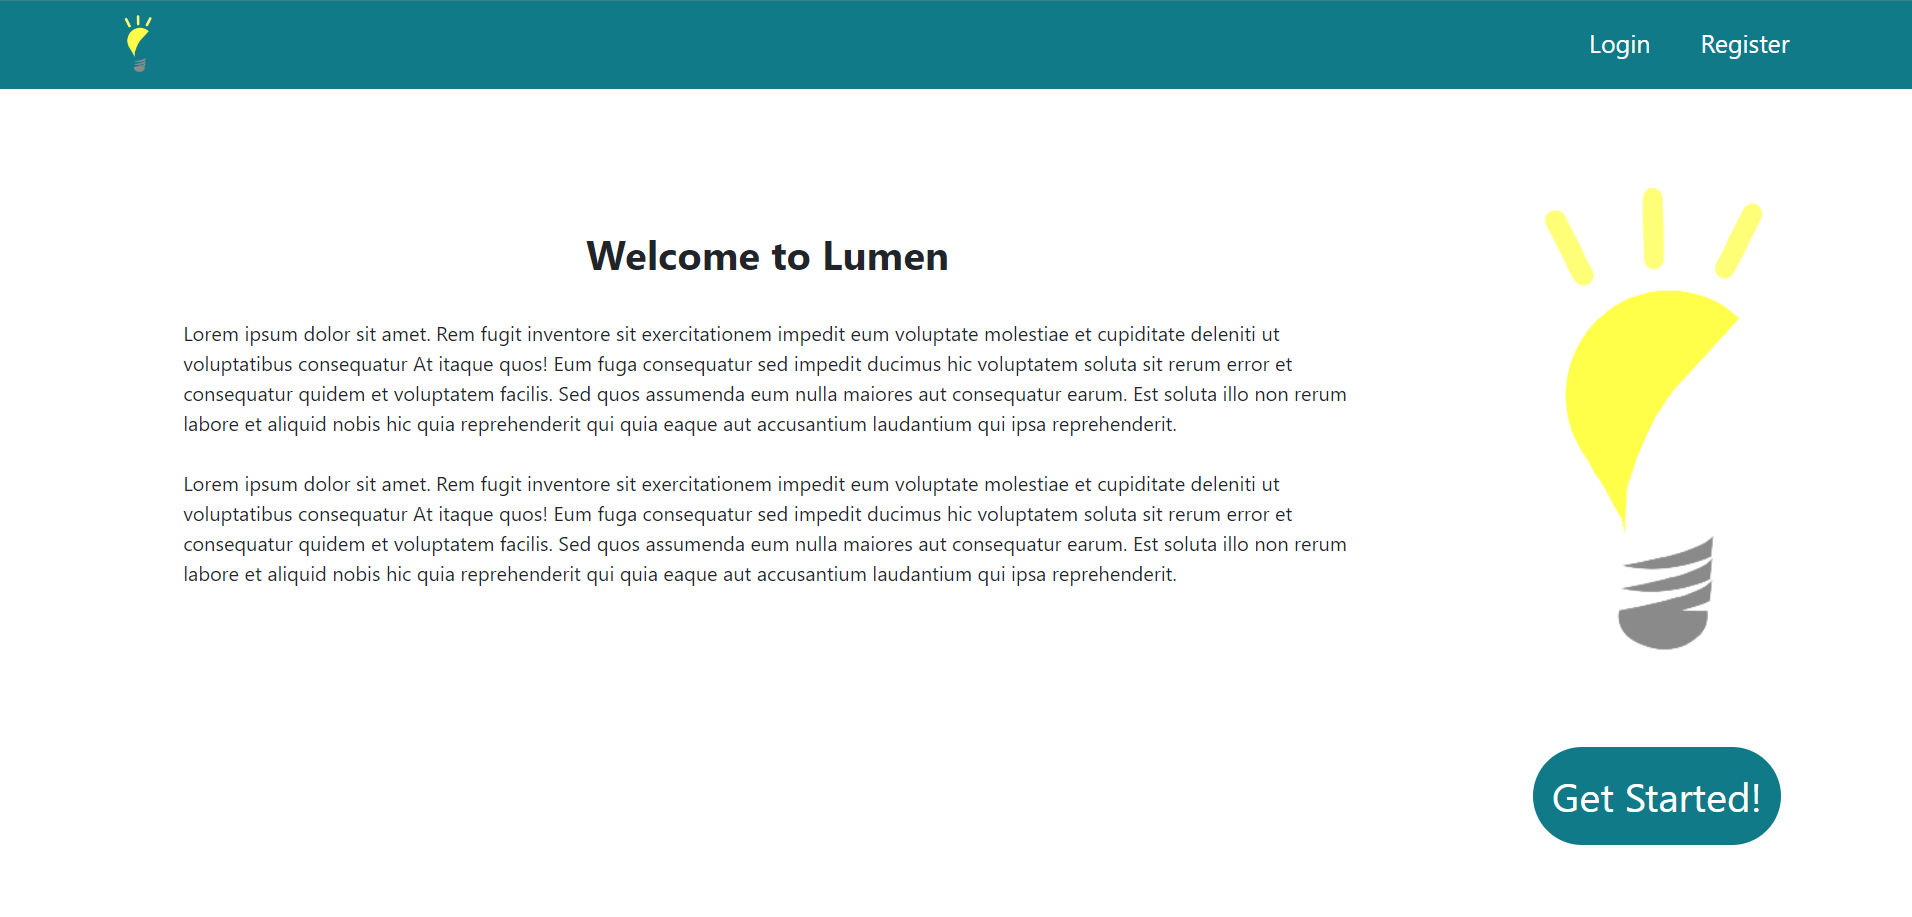 Login Register
Welcome to Lumen
Lorem ipsum dolor sit amet. Rem fugit inventore sit exercitationem impedit eum voluptate molestiae et cupiditate deleniti ut
voluptatibus consequatur At itaque quos! Eum fuga consequatur sed impedit ducimus hic voluptatem soluta sit rerum error et
consequatur quidem et voluptatem facilis. Sed quos assumenda eum nulla maiores aut consequatur earum. Est soluta illo non rerum
labore et aliquid nobis hic quia reprehenderit qui quia eaque aut accusantium laudantium qui ipsa reprehenderit.
Lorem ipsum dolor sit amet. Rem fugit inventore sit exercitationem impedit eum voluptate molestiae et cupiditate deleniti ut
voluptatibus consequatur At itaque quos! Eum fuga consequatur sed impedit ducimus hic voluptatem soluta sit rerum error et
consequatur quidem et voluptatem facilis. Sed quos assumenda eum nulla maiores aut consequatur earum. Est soluta illo non rerum
labore et aliquid nobis hic quia reprehenderit qui quia eaque aut accusantium laudantium qui ipsa reprehenderit.
Get Started!